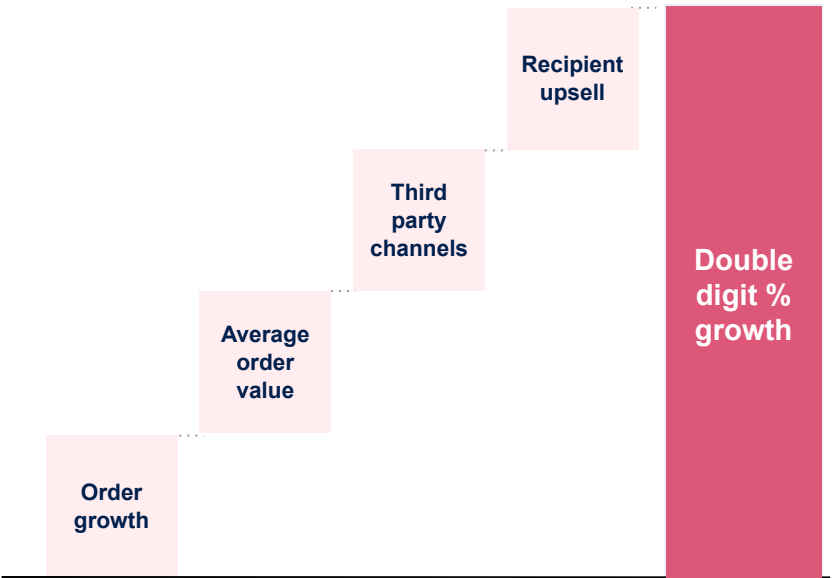 Recipient
upsell
Third
party
channels
Double
digit %
growth
Average
order
value
Order
growth